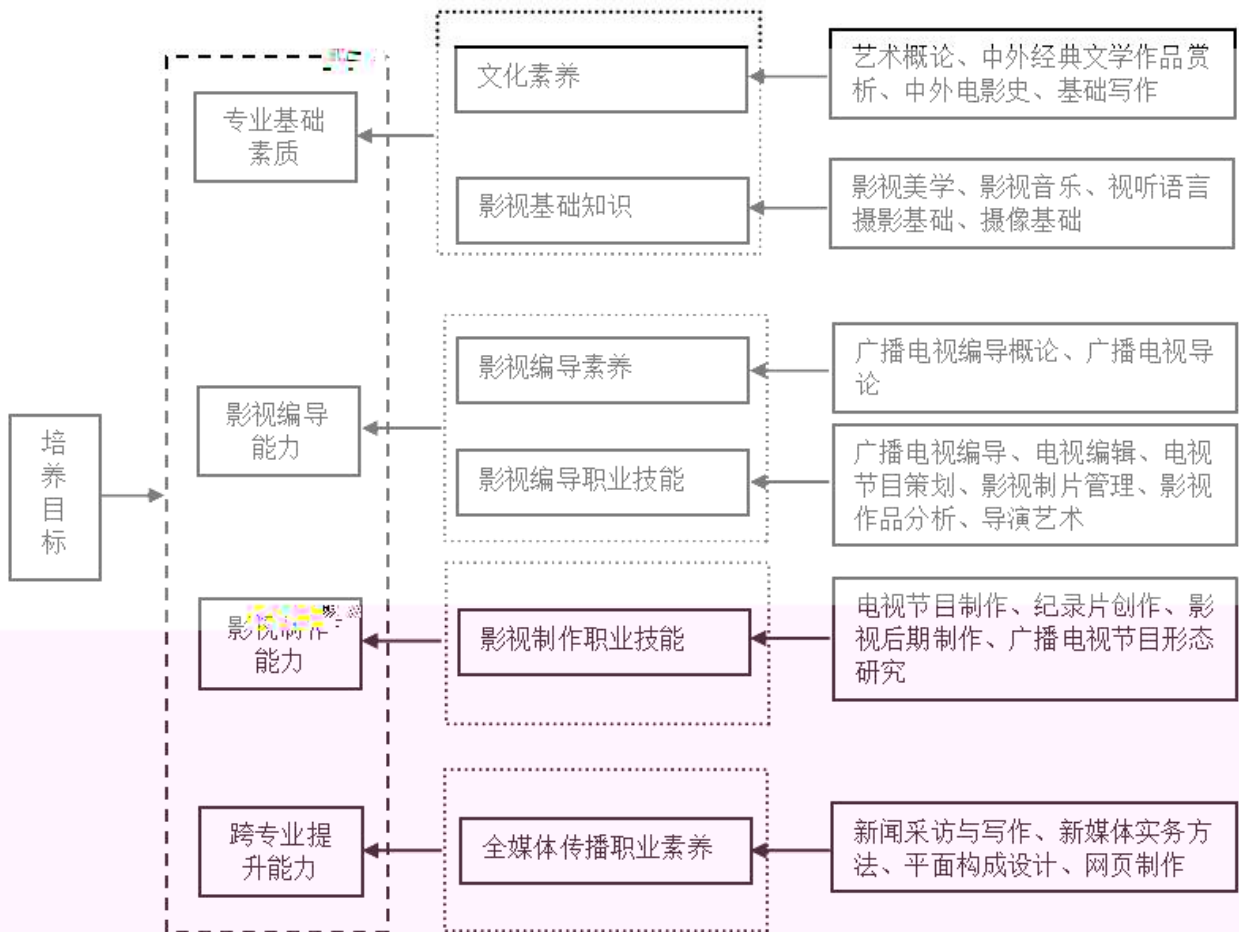 艺术概论、中外经典文学作品赏
析、中外电影史、基础写作
文化素养
专业基础
素质
影视美学、影视音乐、视听语言
摄影基础、摄像基础
影视基础知识
广播电视编导概论、广播电视导
论
影视编导素养
影视编导
能力
广播电视编导、电视编辑、电视
节目策划、影视制片管理、影视
作品分析、导演艺术
影视编导职业技能
培
养
目
标
电视节目制作、纪录片创作、影
视后期制作、广播电视节目形态
研究
影视制作职业技能
影视制作
能力
新闻采访与写作、新媒体实务方
法、平面构成设计、网页制作
全媒体传播职业素养
跨专业提
升能力